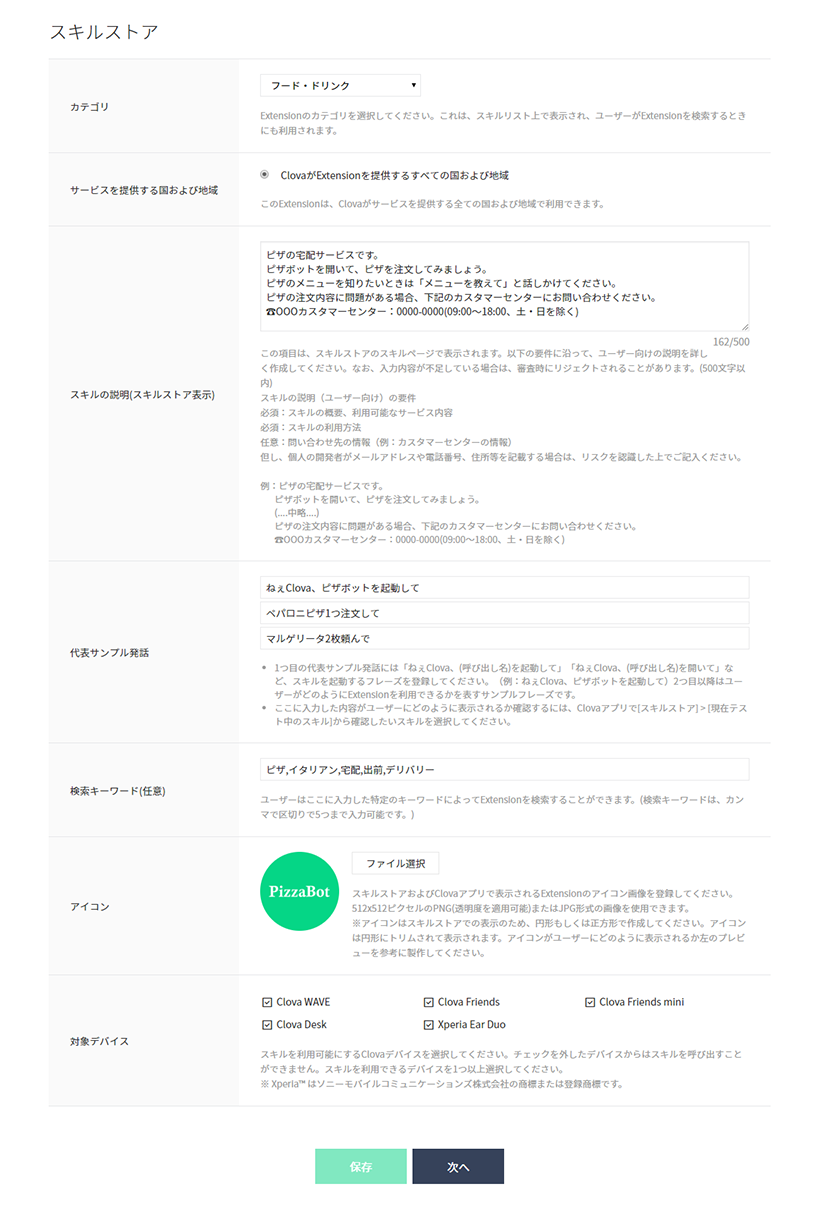 スキルストア
カテゴリ
フード・ドリンク
Extensionのカテゴリを選択してください。これは、スキルリスト上で表示され、ユーザーがExtensionを検索するとき
にも利用されます。
サービスを提供する国および地域
ClovaがExtensionを提供するすべての国および地域
このExtensionは、Clovaがサービスを提供する全ての国および地域で利用できます。
スキルの説明(スキルストア表示)
ピザの宅配サービスです。
ピザボットを開いて、ピザを注文してみましょう。
ピザのメニューを知りたいときは「メニューを教えて」と話しかけてください。
ピザの注文内容に問題がある場合、下記のカスタマーセンターにお問い合わせください。
☎OOOカスタマーセンター：0000-0000(09:00～18:00、土・日を除く)
162/500
この項目は、スキルストアのスキルページで表示されます。以下の要件に沿って、ユーザー向けの説明を詳し
く作成してください。なお、入力内容が不足している場合は、審査時にリジェクトされることがあります。(500文字以
内)
スキルの説明（ユーザー向け）の要件
必須：スキルの概要、利用可能なサービス内容
必須：スキルの利用方法
任意：問い合わせ先の情報（例：カスタマーセンターの情報）
但し、個人の開発者がメールアドレスや電話番号、住所等を記載する場合は、リスクを認識した上でご記入ください。
例：ピザの宅配サービスです。
ピザボットを開いて、ピザを注文してみましょう。
(....中略....)
ピザの注文内容に問題がある場合、下記のカスタマーセンターにお問い合わせください。
☎OOOカスタマーセンター：0000-0000(09:00～18:00、土・日を除く)
代表サンプル発話
ねぇClova、ピザボットを起動して
ペパロニピザ1つ注文して
マルゲリータ2枚頼んで
1つ目の代表サンプル発話には「ねぇClova、(呼び出し名)を起動して」「ねぇClova、(呼び出し名)を開いて」な
ど、スキルを起動するフレーズを登録してください。（例：ねぇClova、ピザボットを起動して）2つ目以降はユー
ザーがどのようにExtensionを利用できるかを表すサンプルフレーズです。
ここに入力した内容がユーザーにどのように表示されるか確認するには、Clovaアプリで[スキルストア] > [現在テス
ト中のスキル]から確認したいスキルを選択してください。
検索キーワード(任意)
ピザ,イタリアン,宅配,出前,デリバリー
ユーザーはここに入力した特定のキーワードによってExtensionを検索することができます。(検索キーワードは、カン
マで区切りで5つまで入力可能です。)
アイコン
PizzaBot
ファイル選択
スキルストアおよびClovaアプリで表示されるExtensionのアイコン画像を登録してください。
512x512ピクセルのPNG(透明度を適用可能)またはJPG形式の画像を使用できます。
※アイコンはスキルストアでの表示のため、円形もしくは正方形で作成してください。アイコン
は円形にトリムされて表示されます。アイコンがユーザーにどのように表示されるか左のプレビ
ューを参考に製作してください。
対象デバイス
Clova WAVE
Clova Friends
Clova Friends mini
Clova Desk
Xperia Ear Duo
スキルを利用可能にするClovaデバイスを選択してください。チェックを外したデバイスからはスキルを呼び出すこと
ができません。スキルを利用できるデバイスを1つ以上選択してください。
※ Xperia™ はソニーモバイルコミュニケーションズ株式会社の商標または登録商標です。
保存
次へ